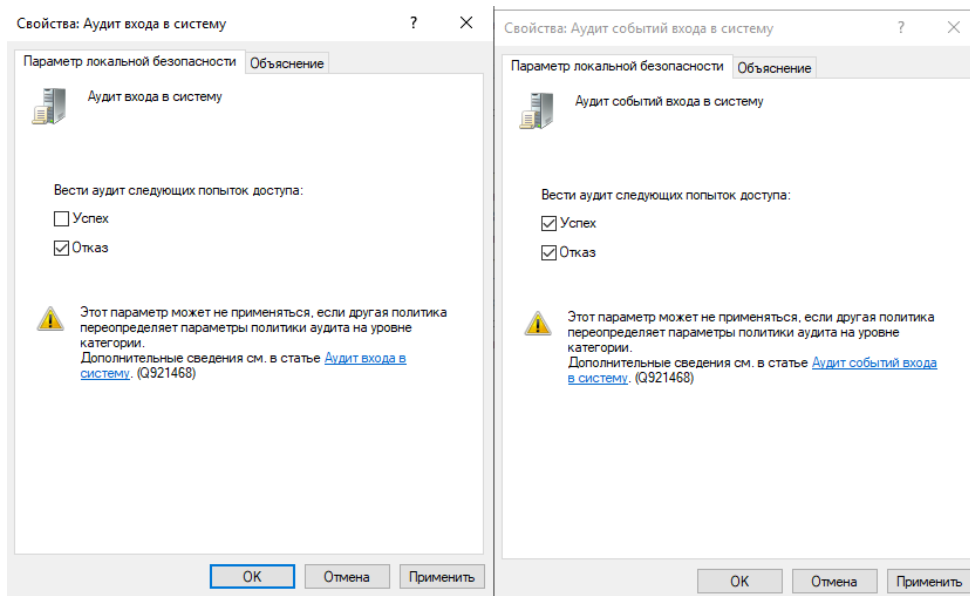 Свойства: Аудит входа в систему
?
Параметр локальной безопасности
Объяснение
Аудит входа в систему
Вести аудит следующих попыток доступа:
Успех
Отказ
Этот параметр может не применяться, если другая политика
переопределяет параметры политики аудита на уровне
категории.
Дополнительные сведения см. в статье Аудит входа в
систему. (Q921468)
ОК
Отмена
Применить
Свойства: Аудит событий входа в систему
?
Параметр локальной безопасности
Объяснение
Аудит событий входа в систему
Вести аудит следующих попыток доступа:
Успех
Отказ
Этот параметр может не применяться, если другая политика
переопределяет параметры политики аудита на уровне
категории.
Дополнительные сведения см. в статье Аудит событий входа
в систему. (Q921468)
ОК
Отмена
Применить